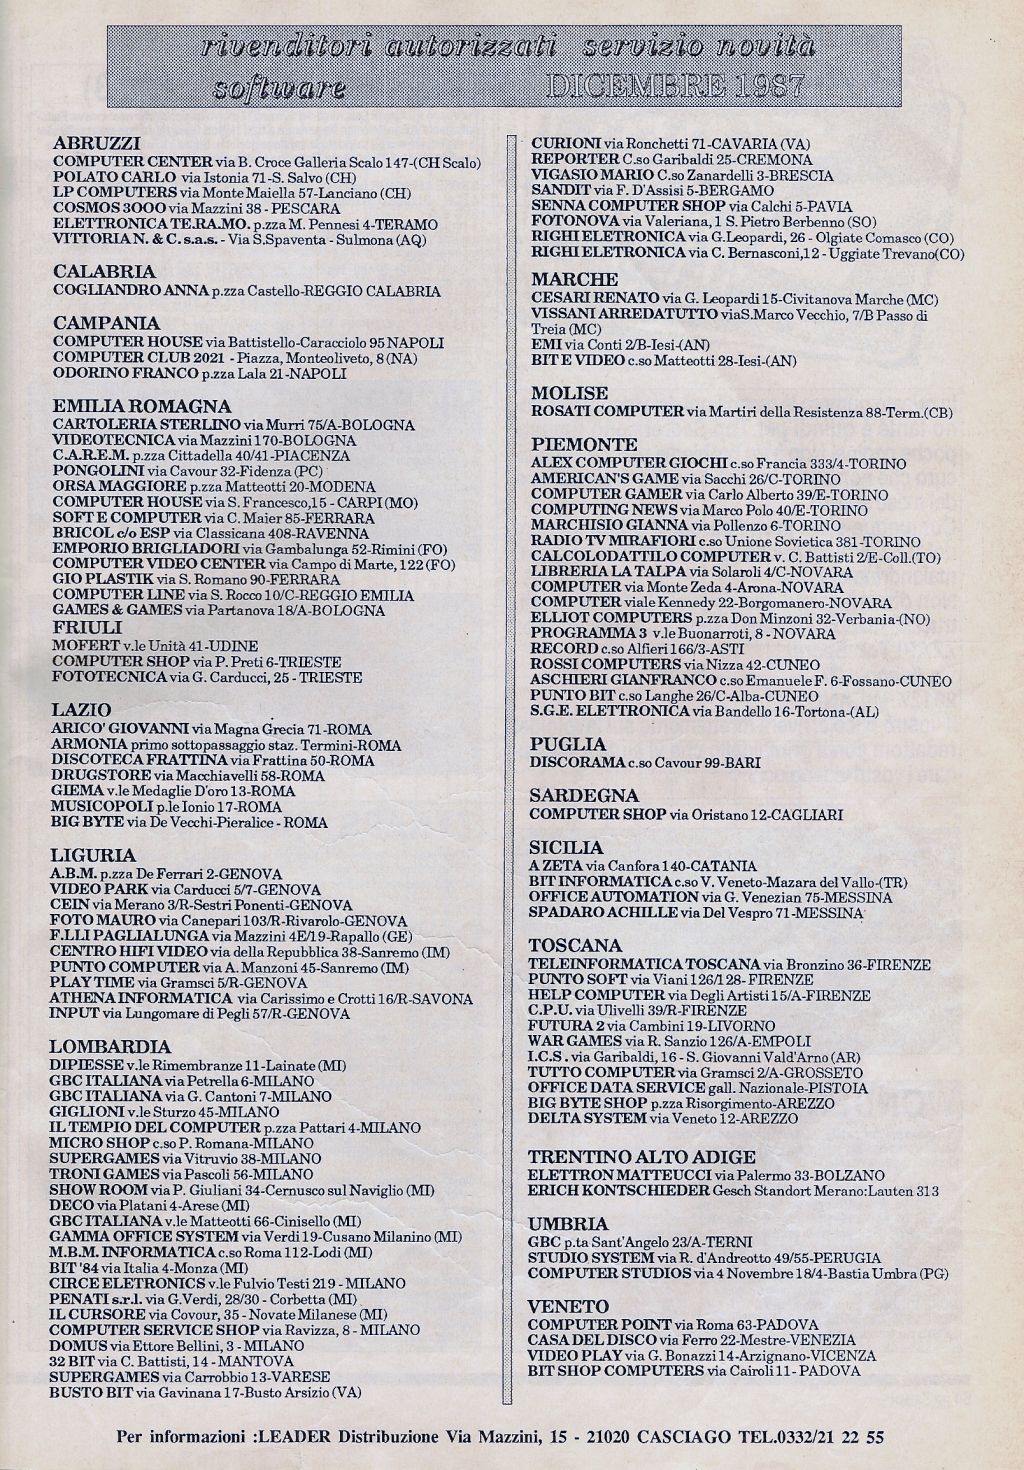 rivenditori autorizzati servizio novità
software DICEMBRE 1987
ABRUZZI
COMPUTER CENTER via B. Croce Galleria Scalo 147-(CH Scalo)
POLATO CARLO via Istonia 71-S. Salvo (CH)
LP COMPUTERS via Monte Maiella 57-Lanciano (CH)
COSMOS 3000 via Mazzini 38 - PESCARA
ELETTRONICA TE.RA.MO. p.zza M. Pennesi 4-TERAMO
VITTORIA N. & C. s.a.s. - Via S.Spaventa - Sulmona (AQ)
CALABRIA
COGLIANDRO ANNA p.zza Castello-REGGIO CALABRIA
CAMPANIA
COMPUTER HOUSE via Battistello-Caracciolo 95 NAPOLI
COMPUTER CLUB 2021 - Piazza, Monteoliveto, 8 (NA)
ODORINO FRANCO p.zza Lala 21-NAPOLI
EMILIA ROMAGNA
CARTOLERIA STERLINO via Murri 75/A-BOLOGNA
VIDEOTECNICA via Mazzini 170-BOLOGNA
C.A.R.E.M. p.zza Cittadella 40/41-PIACENZA
PONGOLINI via Cavour 32-Fidenza (PC)
ORSA MAGGIORE p.zza Matteotti 20-MODENA
COMPUTER HOUSE via S. Francesco,15 - CARPI (MO)
SOFT E COMPUTER via C. Maier 85-FERRARA
BRICOL c/o ESP via Classicana 408-RAVENNA
EMPORIO BRIGLIADORI via Gambalunga 52-Rimini (FO)
COMPUTER VIDEO CENTER via Campo di Marte, 122 (FO)
GIO PLASTIK via S. Romano 90-FERRARA
COMPUTER LINE via S. Rocco 10/C-REGGIO EMILIA
GAMES & GAMES via Partanova 18/A-BOLOGNA
FRIULI
MOFERT v.le Unità 41-UDINE
COMPUTER SHOP via P. Preti 6-TRIESTE
FOTOTECNICA via G. Carducci, 25 - TRIESTE
LAZIO
ARICO' GIOVANNI via Magna Grecia 71-ROMA
ARMONIA primo sottopassaggio staz. Termini-ROMA
DISCOTECA FRATTINA via Frattina 50-ROMA
DRUGSTORE via Macchiavelli 58-ROMA
GIEMA v.le Medaglie D'oro 13-ROMA
MUSICOPOLI p.le Ionio 17-ROMA
BIG BYTE via De Vecchi-Pieralice - ROMA
LIGURIA
A.B.M. p.zza De Ferrari 2-GENOVA
VIDEO PARK via Carducci 5/7-GENOVA
CEIN via Merano 3/R-Sestri Ponenti-GENOVA
FOTO MAURO via Canepari 103/R-Rivarolo-GENOVA
F.LLI PAGLIALUNGA via Mazzini 4E/19-Rapallo (GE)
CENTRO HIFI VIDEO via della Repubblica 38-Sanremo (IM)
PUNTO COMPUTER via A. Manzoni 45-Sanremo (IM)
PLAY TIME via Gramsci 5/R-GENOVA
ATHENA INFORMATICA via Carissimo e Crotti 16/R-SAVONA
INPUT via Lungomare di Pegli 57/R-GENOVA
LOMBARDIA
DIPIESSE v.le Rimembranze 11-Lainate (MI)
GBC ITALIANA via Petrella 6-MILANO
GBC ITALIANA via G. Cantoni 7-MILANO
GIGLIONI v.le Sturzo 45-MILANO
IL TEMPIO DEL COMPUTER p.zza Pattari 4-MILANO
MICRO SHOP c.so P. Romana-MILANO
SUPERGAMES via Vitruvio 38-MILANO
TRONI GAMES via Pascoli 56-MILANO
SHOW ROOM via P. Giuliani 34-Cernusco sul Naviglio (MI)
DECO via Platani 4-Arese (MI)
GBC ITALIANA v.le Matteotti 66-Cinisello (MI)
GAMMA OFFICE SYSTEM via Verdi 19-Cusano Milanino (MI)
M.B.M. INFORMATICA c.so Roma 112-Lodi (MI)
BIT '84 via Italia 4-Monza (MI)
CIRCE ELETRONICS v.le Fulvio Testi 219 - MILANO
PENATI s.r.l. via G.Verdi, 28/30 - Corbetta (MI)
IL CURSORE via Covour, 35 - Novate Milanese (MI)
COMPUTER SERVICE SHOP via Ravizza, 8 - MILANO
DOMUS via Ettore Bellini, 3 - MILANO
32 BIT via C. Battisti, 14 - MANTOVA
SUPERGAMES via Carrobbio 13-VARESE
BUSTO BIT via Gavinana 17-Busto Arsizio (VA)
CURIONI via Ronchetti 71-CAVARIA (VA)
REPORTER C.so Garibaldi 25-CREMONA
VIGASIO MARIO C.so Zanardelli 3-BRESCIA
SANDIT via F. D'Assisi 5-BERGAMO
SENNA COMPUTER SHOP via Calchi 5-PAVIA
FOTONOVA via Valeriana, 1 S. Pietro Berbenno (SO)
RIGHI ELETRONICA via G.Leopardi, 26 - Olgiate Comasco (CO)
RIGHI ELETRONICA via C. Bernasconi,12 - Uggiate Trevano(CO)
MARCHE
CESARI RENATO via G. Leopardi 15-Civitanova Marche (MC)
VISSANI ARREDATUTTO viaS.Marco Vecchio, 7/B Passo di
Treia (MC)
EMI via Conti 2/B-Iesi-(AN)
BIT E VIDEO c.so Matteotti 28-Iesi-(AN)
MOLISE
ROSATI COMPUTER via Martiri della Resistenza 88-Term.(CB)
PIEMONTE
ALEX COMPUTER GIOCHI c.so Francia 333/4-TORINO
AMERICAN'S GAME via Sacchi 26/C-TORINO
COMPUTER GAMER via Carlo Alberto 39/E-TORINO
COMPUTING NEWS via Marco Polo 40/E-TORINO
MARCHISIO GIANNA via Pollenzo 6-TORINO
RADIO TV MIRAFIORI c.so Unione Sovietica 381-TORINO
CALCOLODATTILO COMPUTER v. C. Battisti 2/E-Coll.(TO)
LIBRERIA LA TALPA via Solaroli 4/C-NOVARA
COMPUTER via Monte Zeda 4-Arona-NOVARA
COMPUTER viale Kennedy 22-Borgomanero-NOVARA
ELLIOT COMPUTERS p.zza Don Minzoni 32-Verbania-(NO)
PROGRAMMA 3 v.le Buonarroti, 8 - NOVARA
RECORD c.so Alfieri 166/3-ASTI
ROSSI COMPUTERS via Nizza 42-CUNEO
ASCHIERI GIANFRANCO c.so Emanuele F. 6-Fossano-CUNEO
PUNTO BIT c.so Langhe 26/C-Alba-CUNEO
S.G.E. ELETTRONICA via Bandello 16-Tortona-(AL)
PUGLIA
DISCORAMA c.so Cavour 99-BARI
SARDEGNA
COMPUTER SHOP via Oristano 12-CAGLIARI
SICILIA
A ZETA via Canfora 140-CATANIA
BIT INFORMATICA c.so V. Veneto-Mazara del Vallo-(TR)
OFFICE AUTOMATION via G. Venezian 75-MESSINA
SPADARO ACHILLE via Del Vespro 71-MESSINA
TOSCANA
TELEINFORMATICA TOSCANA via Bronzino 36-FIRENZE
PUNTO SOFT via Viani 126/128- FIRENZE
HELP COMPUTER via Degli Artisti 15/A-FIRENZE
C.P.U. via Ulivelli 39/R-FIRENZE
FUTURA 2 via Cambini 19-LIVORNO
WAR GAMES via R. Sanzio 126/A-EMPOLI
I.C.S. via Garibaldi, 16 - S. Giovanni Vald'Arno (AR)
TUTTO COMPUTER via Gramsci 2/A-GROSSETO
OFFICE DATA SERVICE gall. Nazionale-PISTOIA
BIG BYTE SHOP p.zza Risorgimento-AREZZO
DELTA SYSTEM via Veneto 12-AREZZO
TRENTINO ALTO ADIGE
ELETTRON MATTEUCCI via Palermo 33-BOLZANO
ERICH KONTSCHIEDER Gesch Standort Merano:Lauten 313
UMBRIA
GBC p.ta Sant'Angelo 23/A-TERNI
STUDIO SYSTEM via R. d'Andreotto 49/55-PERUGIA
COMPUTER STUDIOS via 4 Novembre 18/4-Bastia Umbra (PG)
VENETO
COMPUTER POINT via Roma 63-PADOVA
CASA DEL DISCO via Ferro 22-Mestre-VENEZIA
VIDEO PLAY via G. Bonazzi 14-Arzignano-VICENZA
BIT SHOP COMPUTERS via Cairoli 11 - PADOVA
Per informazioni :LEADER Distribuzione Via Mazzini, 15 - 21020 CASCIAGO TEL.0332/21 22 55